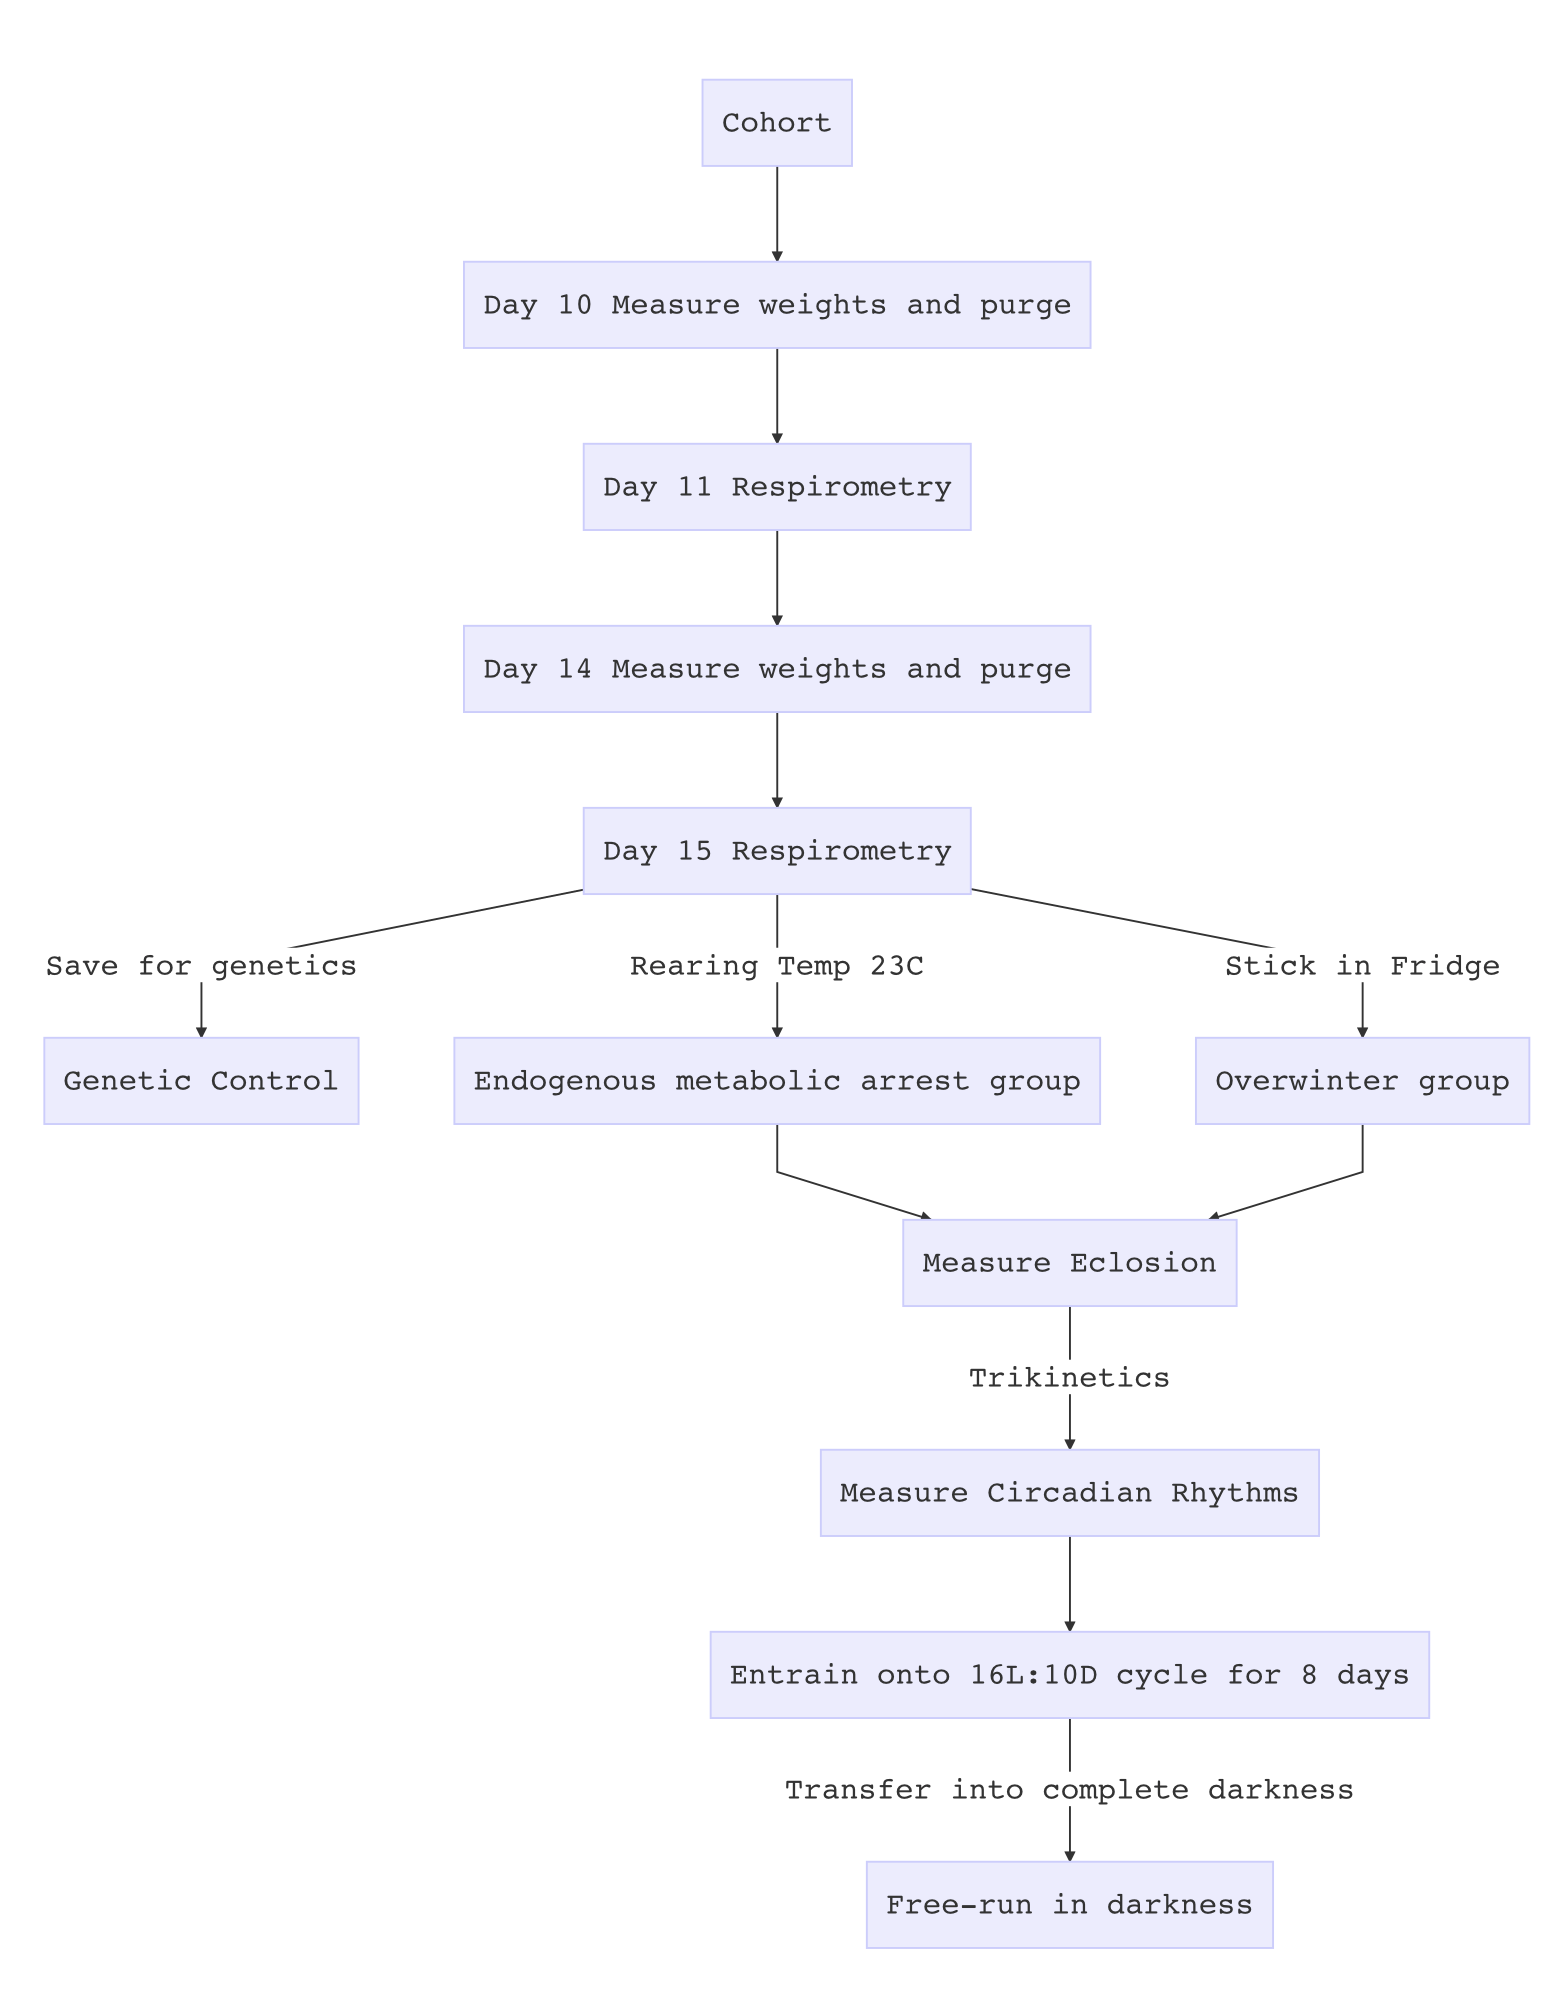 Cohort
Day 10 Measure weights and purge
Day 11 Respirometry
Day 14 Measure weights and purge
Day 15 Respirometry
Save for genetics
Rearing Temp 23C
Stick in Fridge
Genetic Control
Endogenous metabolic arrest group
Overwinter group
Measure Eclosion
Trikinetics
Measure Circadian Rhythms
Entrain onto 16L:10D cycle for 8 days
Transfer into complete darkness
Free-run in darkness